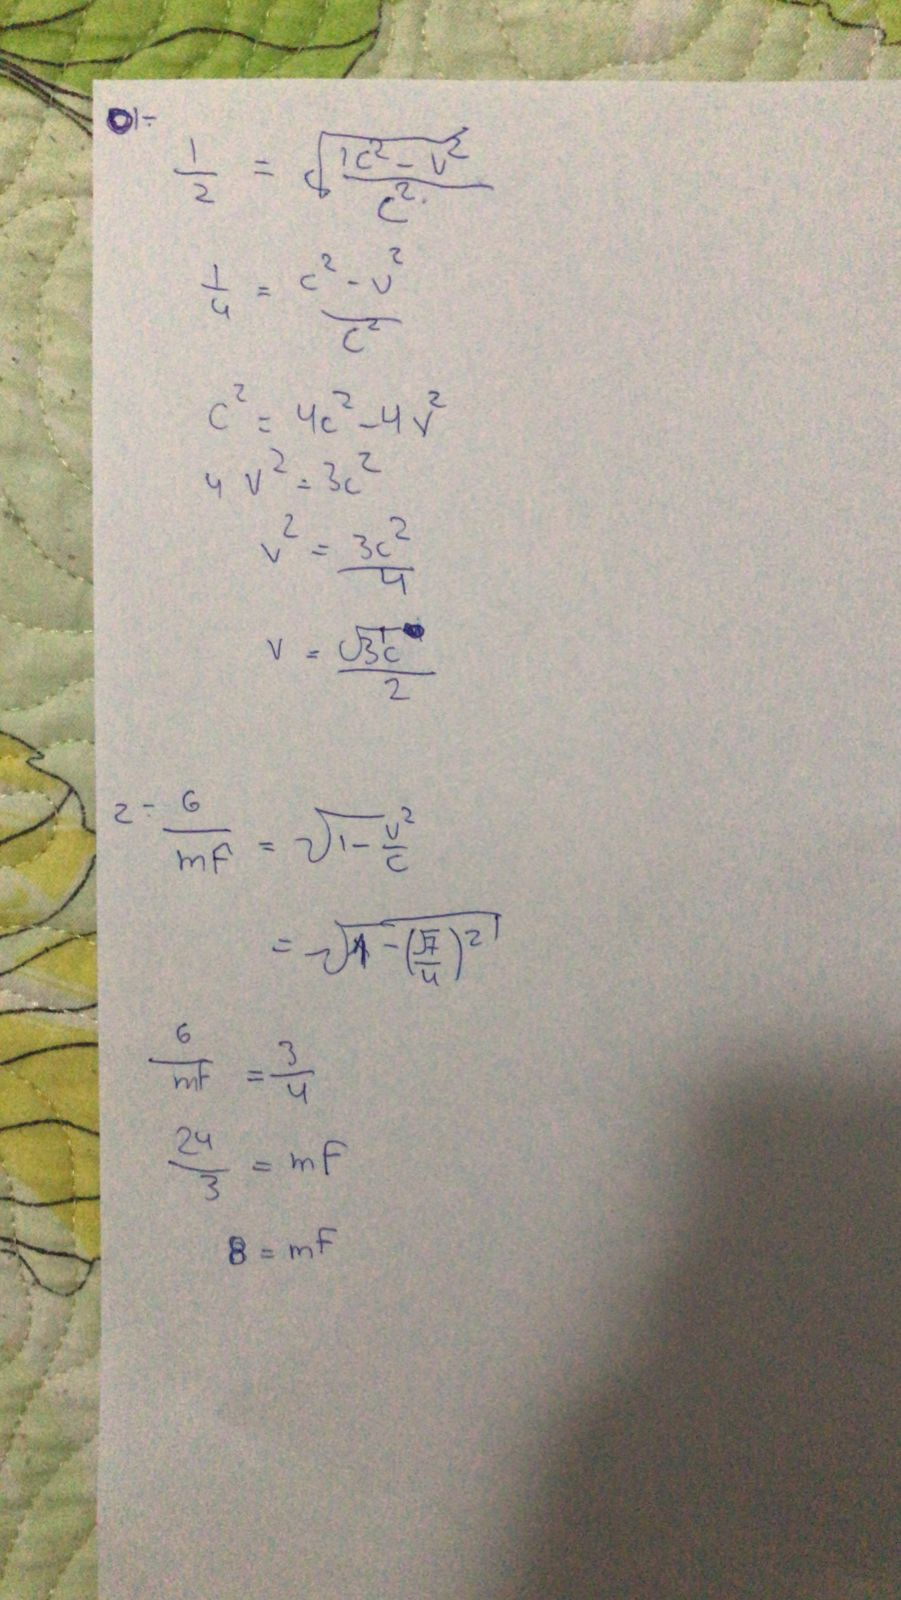 01-
1/2 = √(1c² - v²/c²)
1/4 = c² - v²/c²
c² = 4c² - 4v²
4v² = 3c²
v² = 3c²/4
v = √3c/2
2- 6/mF = √(1 - v²/c)
= √(1 - (√7/4)²)
6/mF = 3/4
24/3 = mF
8 = mF